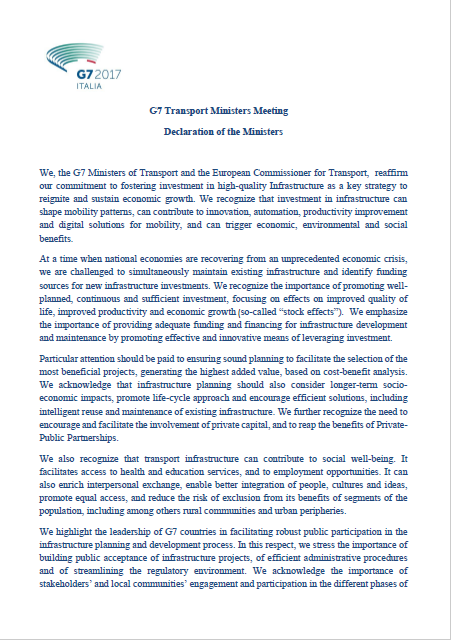 G7 2017
ITALIA
G7 Transport Ministers Meeting
Declaration of the Ministers
We, the G7 Ministers of Transport and the European Commissioner for Transport, reaffirm
our commitment to fostering investment in high-quality Infrastructure as a key strategy to
reignite and sustain economic growth. We recognize that investment in infrastructure can
shape mobility patterns, can contribute to innovation, automation, productivity improvement
and digital solutions for mobility, and can trigger economic, environmental and social
benefits.
At a time when national economies are recovering from an unprecedented economic crisis,
we are challenged to simultaneously maintain existing infrastructure and identify funding
sources for new infrastructure investments. We recognize the importance of promoting well-
planned, continuous and sufficient investment, focusing on effects on improved quality of
life, improved productivity and economic growth (so-called “stock effects”). We emphasize
the importance of providing adequate funding and financing for infrastructure development
and maintenance by promoting effective and innovative means of leveraging investment.
Particular attention should be paid to ensuring sound planning to facilitate the selection of the
most beneficial projects, generating the highest added value, based on cost-benefit analysis.
We acknowledge that infrastructure planning should also consider longer-term socio-
economic impacts, promote life-cycle approach and encourage efficient solutions, including
intelligent reuse and maintenance of existing infrastructure. We further recognize the need to
encourage and facilitate the involvement of private capital, and to reap the benefits of Private-
Public Partnerships.
We also recognize that transport infrastructure can contribute to social well-being. It
facilitates access to health and education services, and to employment opportunities. It can
also enrich interpersonal exchange, enable better integration of people, cultures and ideas,
promote equal access, and reduce the risk of exclusion from its benefits of segments of the
population, including among others rural communities and urban peripheries.
We highlight the leadership of G7 countries in facilitating robust public participation in the
infrastructure planning and development process. In this respect, we stress the importance of
building public acceptance of infrastructure projects, of efficient administrative procedures
and of streamlining the regulatory environment. We acknowledge the importance of
stakeholders’ and local communities’ engagement and participation in the different phases of